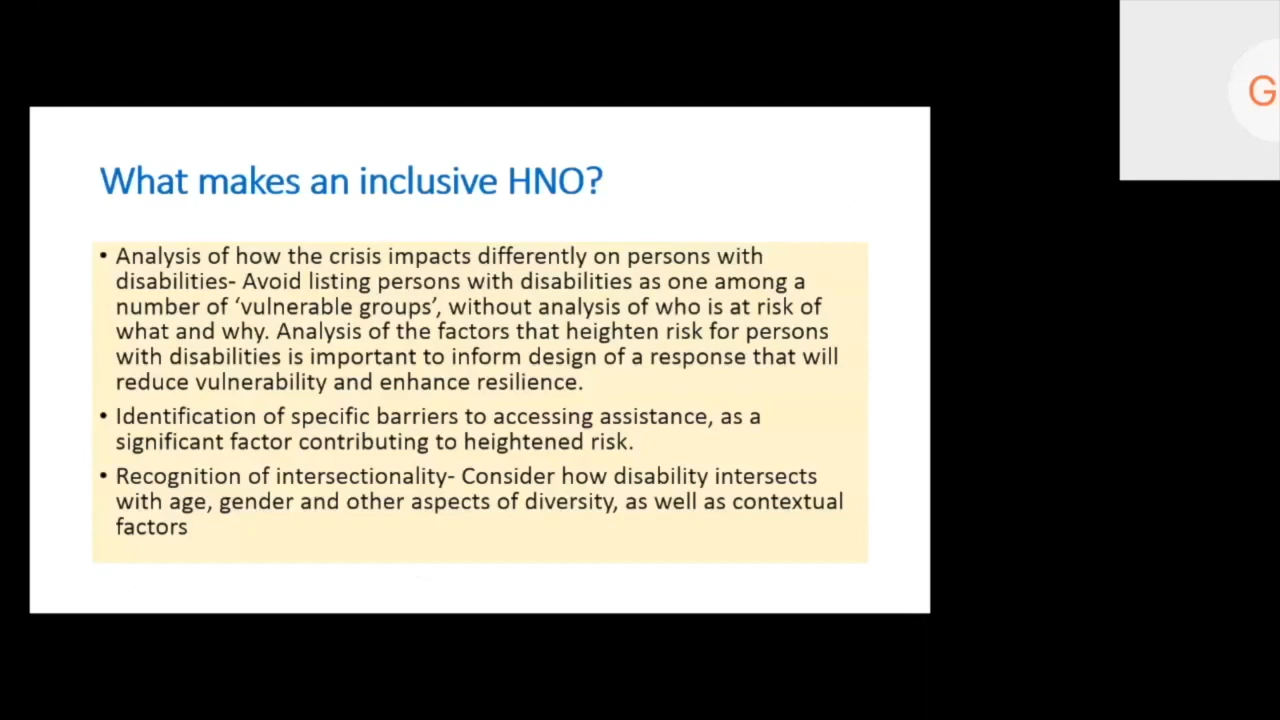 What makes an inclusive HNO?
• Analysis of how the crisis impacts differently on persons with
disabilities- Avoid listing persons with disabilities as one among a
number of ‘vulnerable groups’, without analysis of who is at risk of
what and why. Analysis of the factors that heighten risk for persons
with disabilities is important to inform design of a response that will
reduce vulnerability and enhance resilience.
• Identification of specific barriers to accessing assistance, as a
significant factor contributing to heightened risk.
• Recognition of intersectionality- Consider how disability intersects
with age, gender and other aspects of diversity, as well as contextual
factors
G